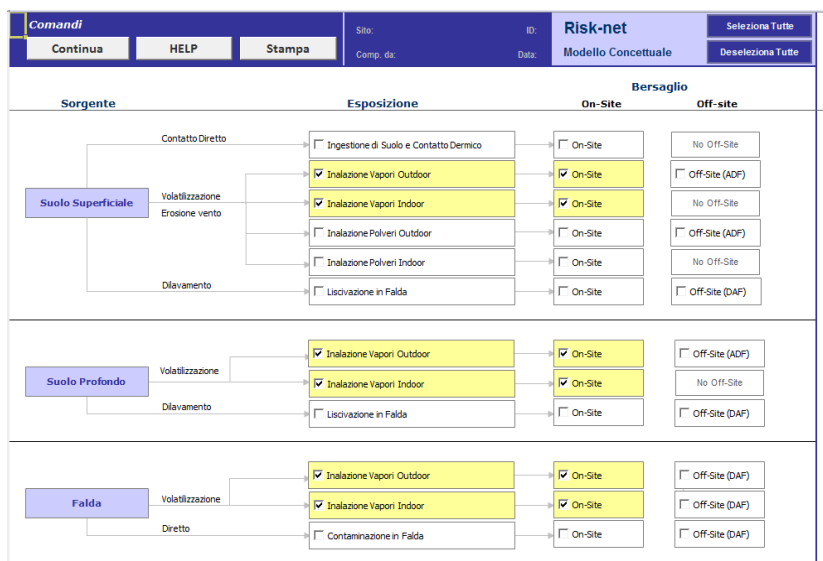 Comandi
Continua HELP Stampa
Sito: ID:
Comp. da: Data:
Risk-net
Modello Concettuale
Seleziona Tutte
Deseleziona Tutte
Bersaglio
Sorgente Esposizione On-Site Off-site
Contatto Diretto Ingestione di Suolo e Contatto Dermico On-Site No Off-Site
Inalazione Vapori Outdoor On-Site Off-Site (ADF)
Suolo Superficiale Volatilizzazione Inalazione Vapori Indoor On-Site No Off-Site
Erosione vento
Inalazione Polveri Outdoor On-Site Off-Site (ADF)
Inalazione Polveri Indoor On-Site No Off-Site
Dilavamento Liscivazione in Falda On-Site Off-Site (DAF)
Inalazione Vapori Outdoor On-Site Off-Site (ADF)
Volatilizzazione
Suolo Profondo Inalazione Vapori Indoor On-Site No Off-Site
Dilavamento Liscivazione in Falda On-Site Off-Site (DAF)
Inalazione Vapori Outdoor On-Site Off-Site (DAF)
Falda Volatilizzazione Inalazione Vapori Indoor On-Site Off-Site (DAF)
Diretto Contaminazione in Falda On-Site Off-Site (DAF)